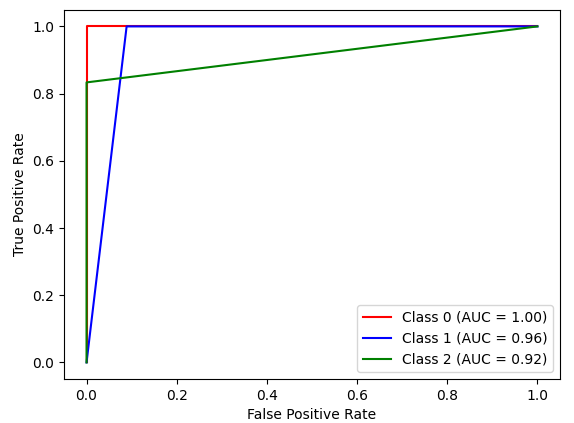 1.0
0.8
0.6
0.4
0.2
0.0
True Positive Rate
Class 0 (AUC = 1.00)
Class 1 (AUC = 0.96)
Class 2 (AUC = 0.92)
0.0 0.2 0.4 0.6 0.8 1.0
False Positive Rate